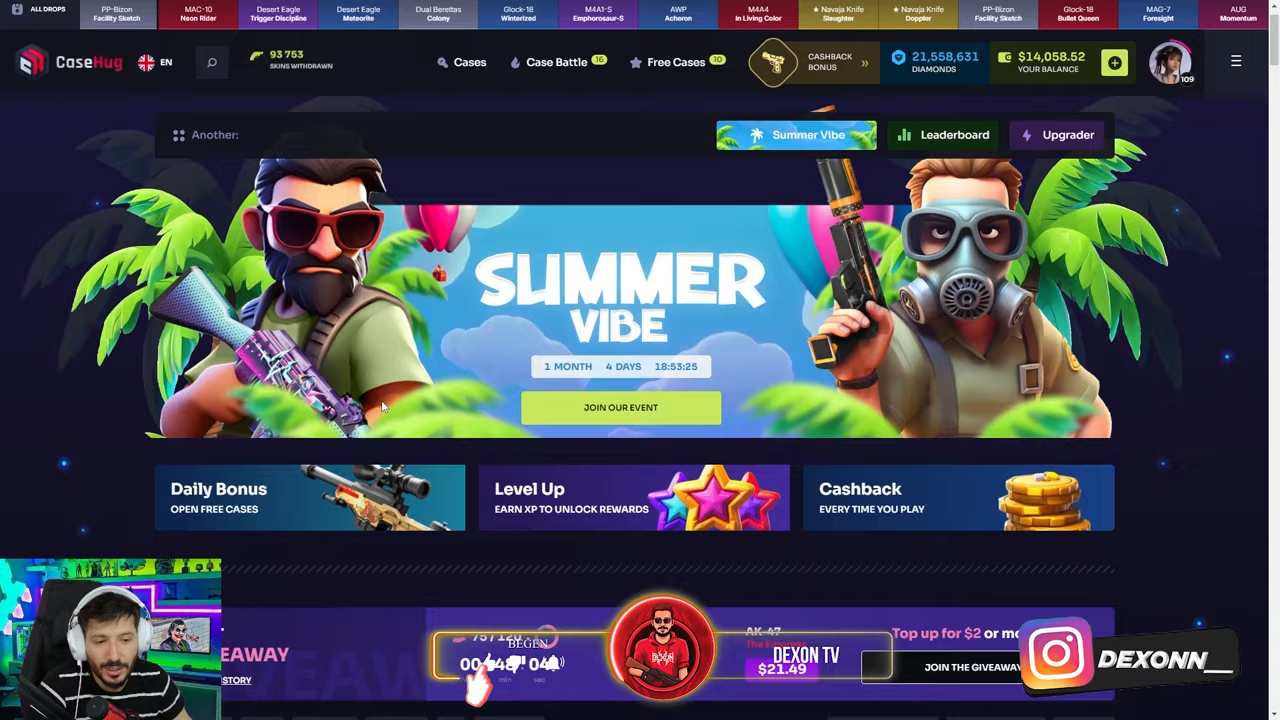 ALL DROPS
PP-Bizon
Facility Sketch
MAC-10
Neon Rider
Desert Eagle
Trigger Discipline
Desert Eagle
Meteorite
Dual Berettas
Colony
Glock-18
Winterized
M4A1-S
Emphorosaur-S
AWP
Acheron
M4A4
In Living Color
★ Navaja Knife
Slaughter
★ Navaja Knife
Doppler
PP-Bizon
Facility Sketch
Glock-18
Bullet Queen
MAG-7
Foresight
AUG
Momentum
CaseHug
EN
93 753
SKINS WITHDRAWN
Cases
Case Battle 16
Free Cases 10
CASHBACK
BONUS
21,558,631
DIAMONDS
$14,058.52
YOUR BALANCE
109
Another:
Summer Vibe
Leaderboard
Upgrader
SUMMER
VIBE
1 MONTH 4 DAYS 18:53:25
JOIN OUR EVENT
Daily Bonus
OPEN FREE CASES
Level Up
EARN XP TO UNLOCK REWARDS
Cashback
EVERY TIME YOU PLAY
EAWAY
STORY
BEGEN
min sec
DEXON
AK-47
DEXON TV
$21.49
Top up for $2 or mo
JOIN THE GIVEAWAY
DEXONN__